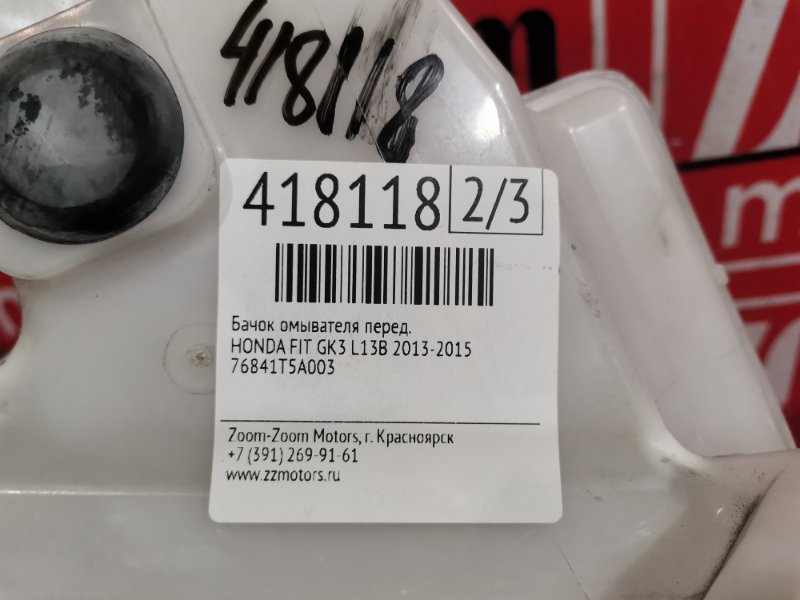 418118
418118 2/3
Бачок омывателя перед.
HONDA FIT GK3 L13B 2013-2015
76841T5A003
Zoom-Zoom Motors, г. Красноярск
+7 (391) 269-91-61
www.zzmotors.ru